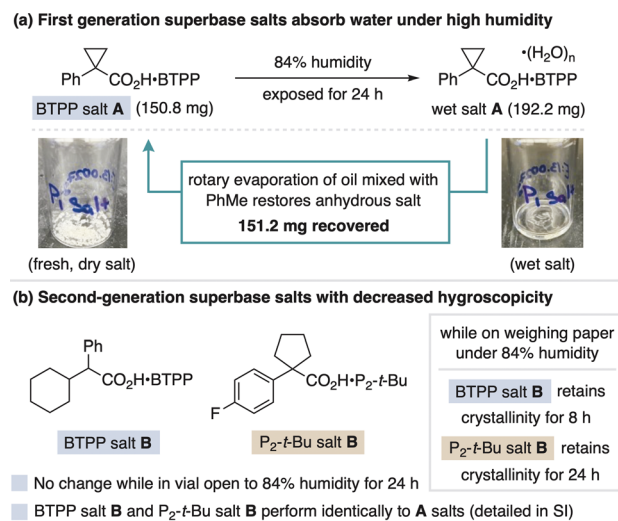 (a) First generation superbase salts absorb water under high humidity
Ph
CO₂H•BTPP
84% humidity
exposed for 24 h
•(H₂O)ₙ
Ph
CO₂H•BTPP
BTPP salt A (150.8 mg)
wet salt A (192.2 mg)
P₁ Salt
rotary evaporation of oil mixed with
PhMe restores anhydrous salt
151.2 mg recovered
P₁ Salt
(fresh, dry salt)
(wet salt)
(b) Second-generation superbase salts with decreased hygroscopicity
Ph
CO₂H•BTPP
BTPP salt B
F
CO₂H•P₂-t-Bu
P₂-t-Bu salt B
while on weighing paper
under 84% humidity
BTPP salt B retains
crystallinity for 8 h
P₂-t-Bu salt B retains
crystallinity for 24 h
No change while in vial open to 84% humidity for 24 h
BTPP salt B and P₂-t-Bu salt B perform identically to A salts (detailed in SI)